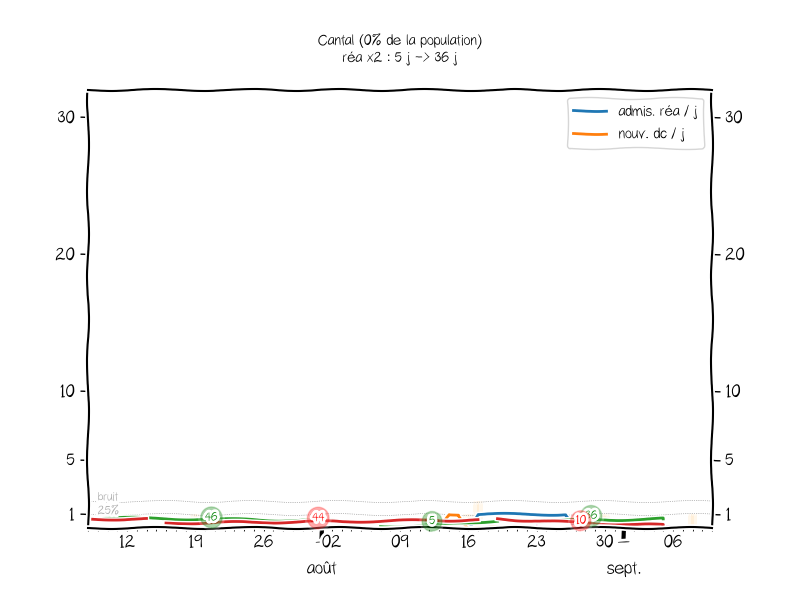 Cantal (0% de la population)
réa x2 : 5 j -> 36 j
admis. réa / j
nouv. dc / j
30 30
20 20
10 10
5 5
bruit
25%
1 1
46 44 5 10 36
12 19 26 02 09 16 23 30 06
août sept.